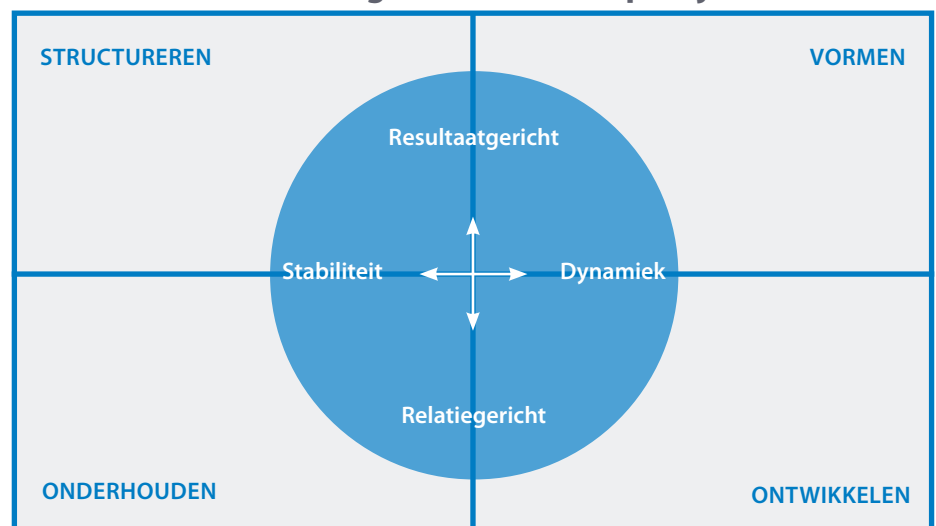 STRUCTUREREN
VORMEN
Resultaatgericht
Stabiliteit
Dynamiek
Relatiegericht
ONDERHOUDEN
ONTWIKKELEN